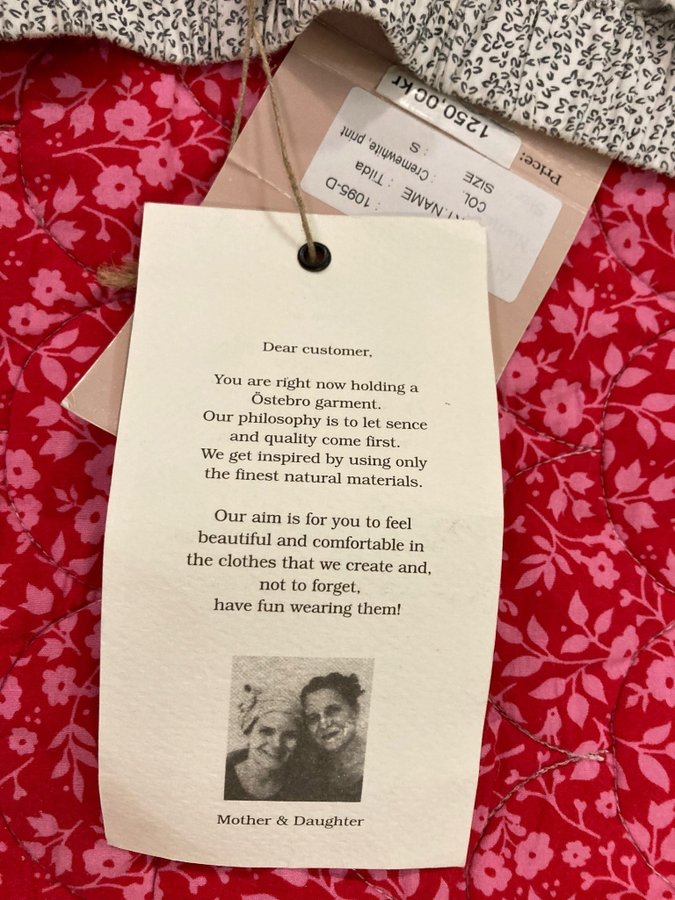 Dear customer,
You are right now holding a
Östebro garment.
Our philosophy is to let sence
and quality come first.
We get inspired by using only
the finest natural materials.
Our aim is for you to feel
beautiful and comfortable in
the clothes that we create and,
not to forget,
have fun wearing them!
Mother & Daughter
Price:
1250,00 kr
SIZE : S
COL : Cremewhite, print
RT.NAME : Tilda
: 1095-D